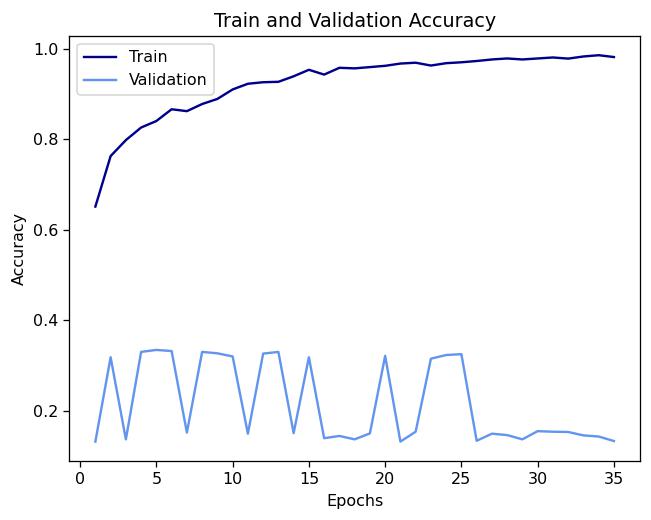 Train and Validation Accuracy
Train
Validation
1.0
0.8
0.6
0.4
0.2
Accuracy
0 5 10 15 20 25 30 35
Epochs